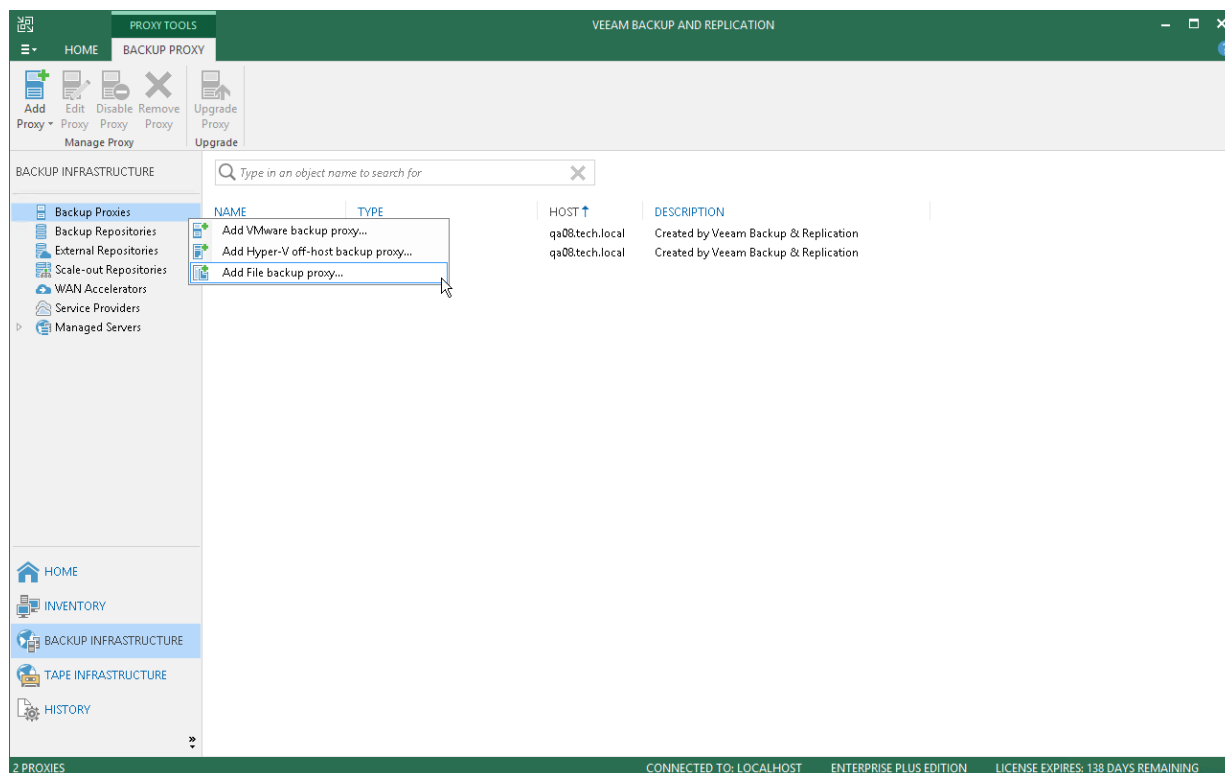 PROXY TOOLS
VEEAM BACKUP AND REPLICATION
HOME
BACKUP PROXY
Add Proxy
Edit Proxy
Disable Proxy
Remove Proxy
Upgrade Proxy
Manage Proxy
Upgrade
BACKUP INFRASTRUCTURE
Type in an object name to search for
Backup Proxies
Backup Repositories
External Repositories
Scale-out Repositories
WAN Accelerators
Service Providers
Managed Servers
NAME TYPE HOST DESCRIPTION
Add VMware backup proxy...
Add Hyper-V off-host backup proxy...
Add File backup proxy...
qa08.tech.local Created by Veeam Backup & Replication
qa08.tech.local Created by Veeam Backup & Replication
HOME
INVENTORY
BACKUP INFRASTRUCTURE
TAPE INFRASTRUCTURE
HISTORY
2 PROXIES
CONNECTED TO: LOCALHOST ENTERPRISE PLUS EDITION LICENSE EXPIRES: 138 DAYS REMAINING